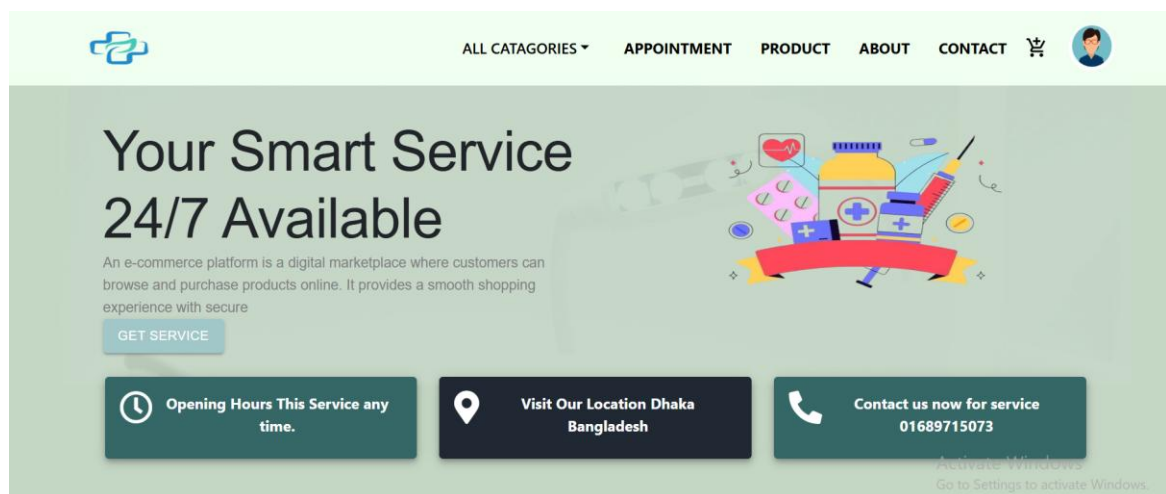 ALL CATAGORIES APPOINTMENT PRODUCT ABOUT CONTACT
Your Smart Service
24/7 Available
An e-commerce platform is a digital marketplace where customers can
browse and purchase products online. It provides a smooth shopping
experience with secure
GET SERVICE
Opening Hours This Service any
time.
Visit Our Location Dhaka
Bangladesh
Contact us now for service
01689715073
Activate Windows
Go to Settings to activate Windows.